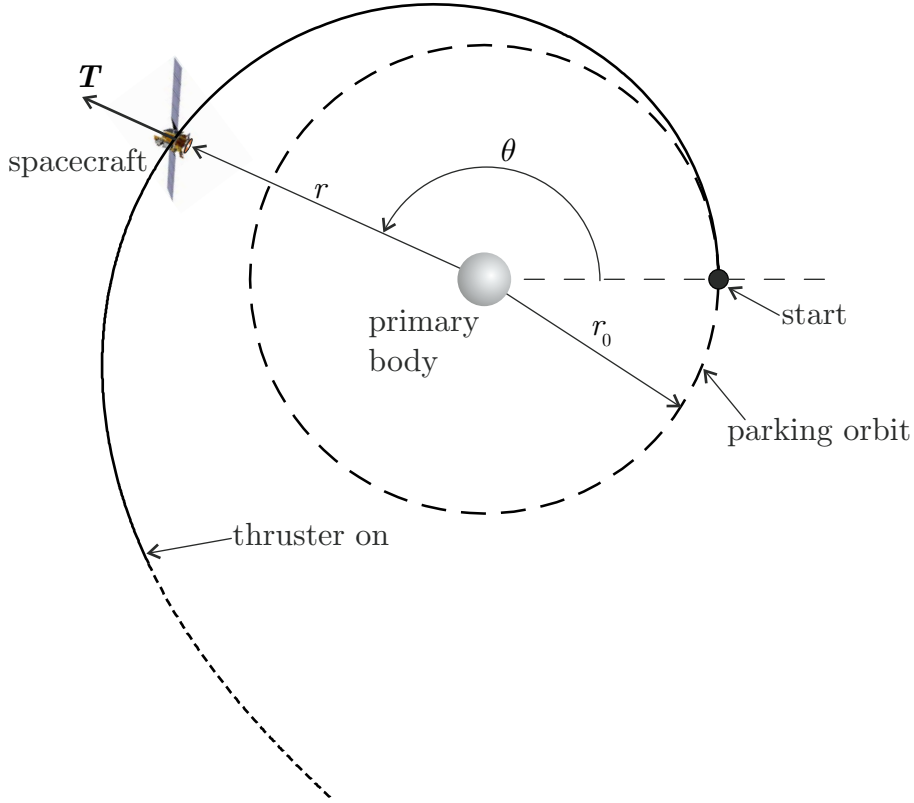 T
θ
spacecraft
r
start
primary
body
r₀
parking orbit
thruster on